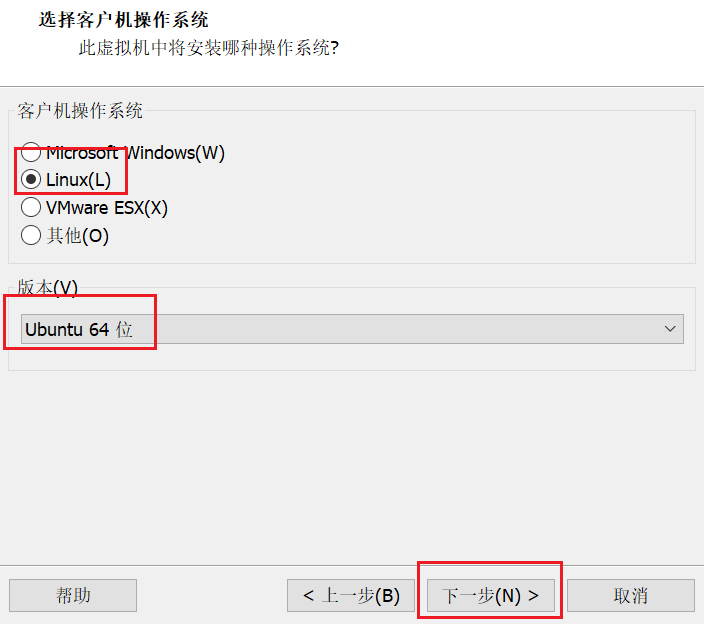 选择客户机操作系统
此虚拟机中将安装哪种操作系统?
客户机操作系统
Microsoft Windows(W)
Linux(L)
VMware ESX(X)
其他(O)
版本(V)
Ubuntu 64 位
帮助
< 上一步(B)
下一步(N) >
取消